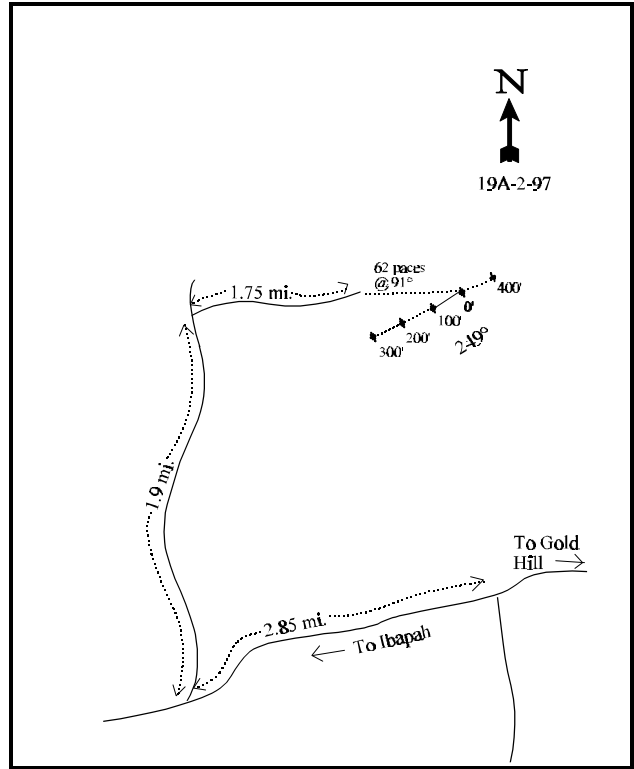 N
19A-2-97
62 paces
@ 91°
1.75 mi.
400'
0'
100'
200'
300'
249°
1.9 mi.
To Gold
Hill
2.85 mi.
To Ibapah